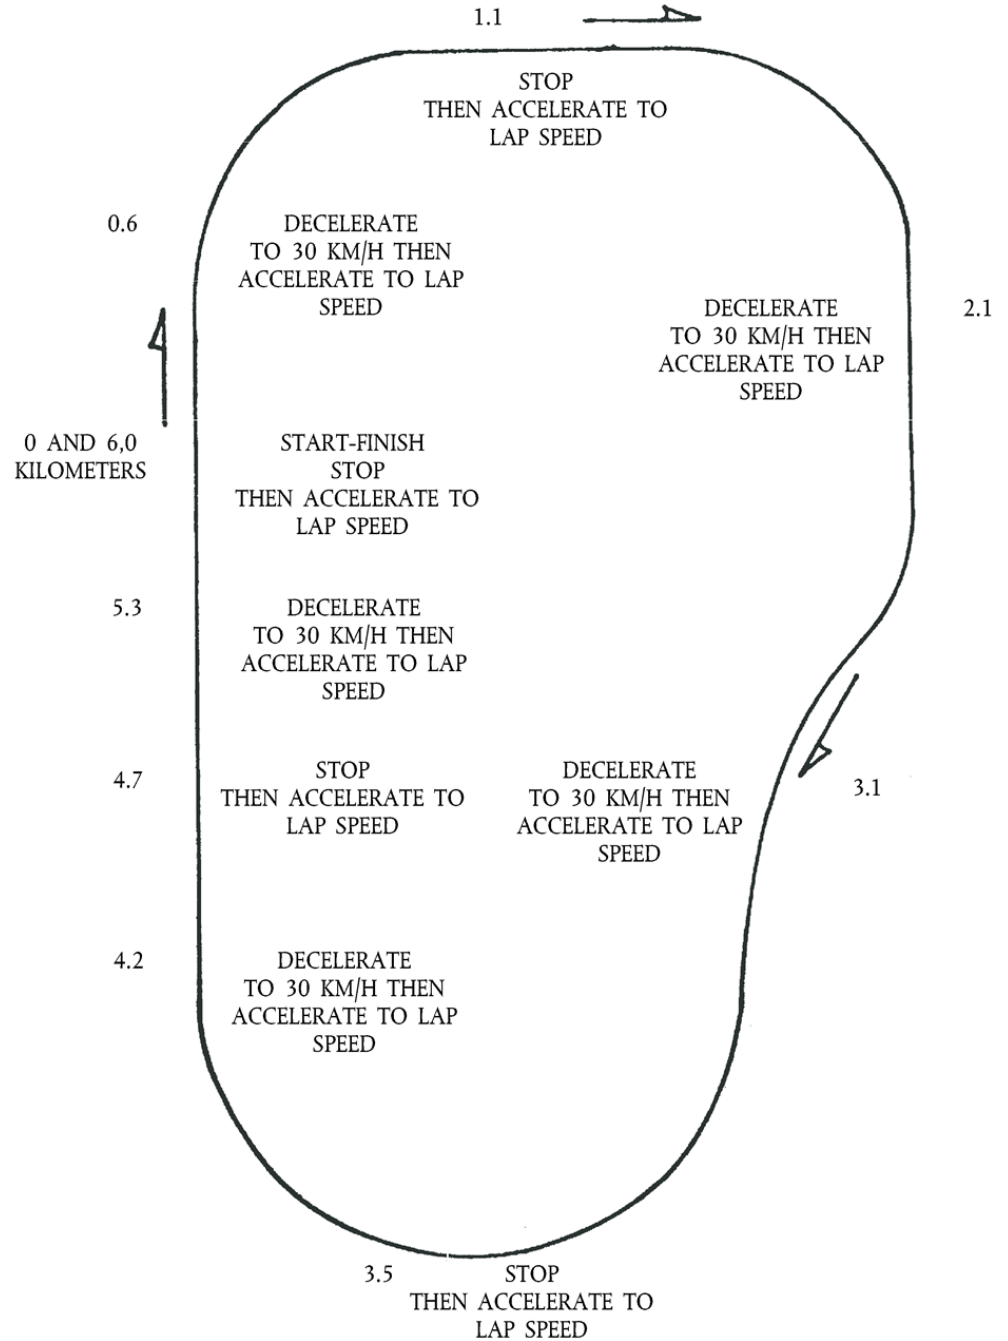 1.1
STOP
THEN ACCELERATE TO
LAP SPEED
0.6
DECELERATE
TO 30 KM/H THEN
ACCELERATE TO LAP
SPEED
DECELERATE
TO 30 KM/H THEN
ACCELERATE TO LAP
SPEED
2.1
0 AND 6,0
KILOMETERS
START-FINISH
STOP
THEN ACCELERATE TO
LAP SPEED
5.3
DECELERATE
TO 30 KM/H THEN
ACCELERATE TO LAP
SPEED
4.7
STOP
THEN ACCELERATE TO
LAP SPEED
DECELERATE
TO 30 KM/H THEN
ACCELERATE TO LAP
SPEED
3.1
4.2
DECELERATE
TO 30 KM/H THEN
ACCELERATE TO LAP
SPEED
3.5
STOP
THEN ACCELERATE TO
LAP SPEED